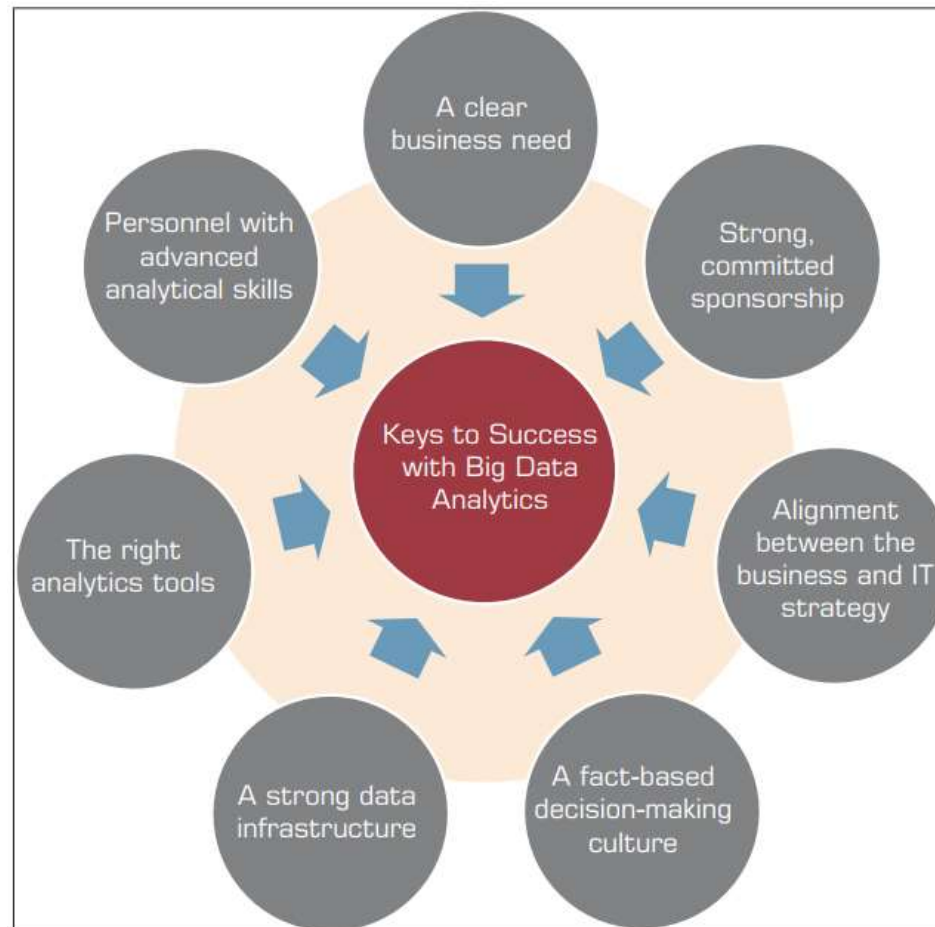 A clear
business need
Strong,
committed
sponsorship
Alignment
between the
business and IT
strategy
A fact-based
decision-making
culture
A strong data
infrastructure
The right
analytics tools
Personnel with
advanced
analytical skills
Keys to Success
with Big Data
Analytics